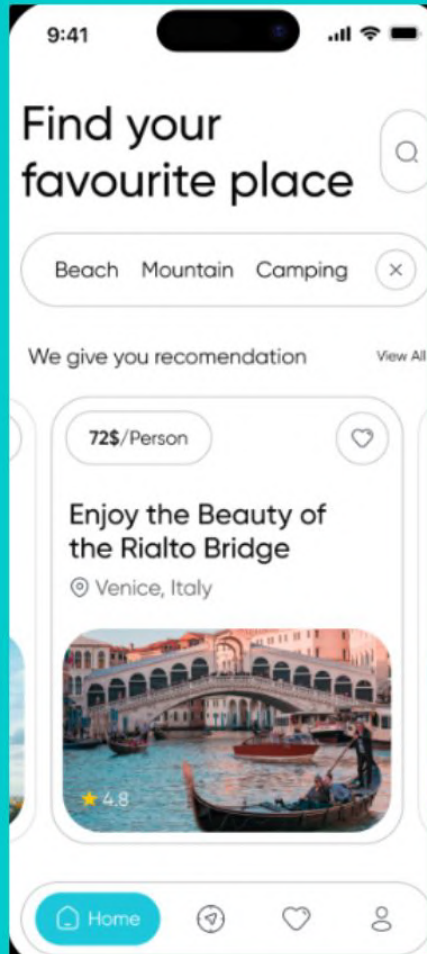 9:41
Find your
favourite place
Beach Mountain Camping
We give you recomendation View All
72$/Person
Enjoy the Beauty of
the Rialto Bridge
Venice, Italy
4.8
Home